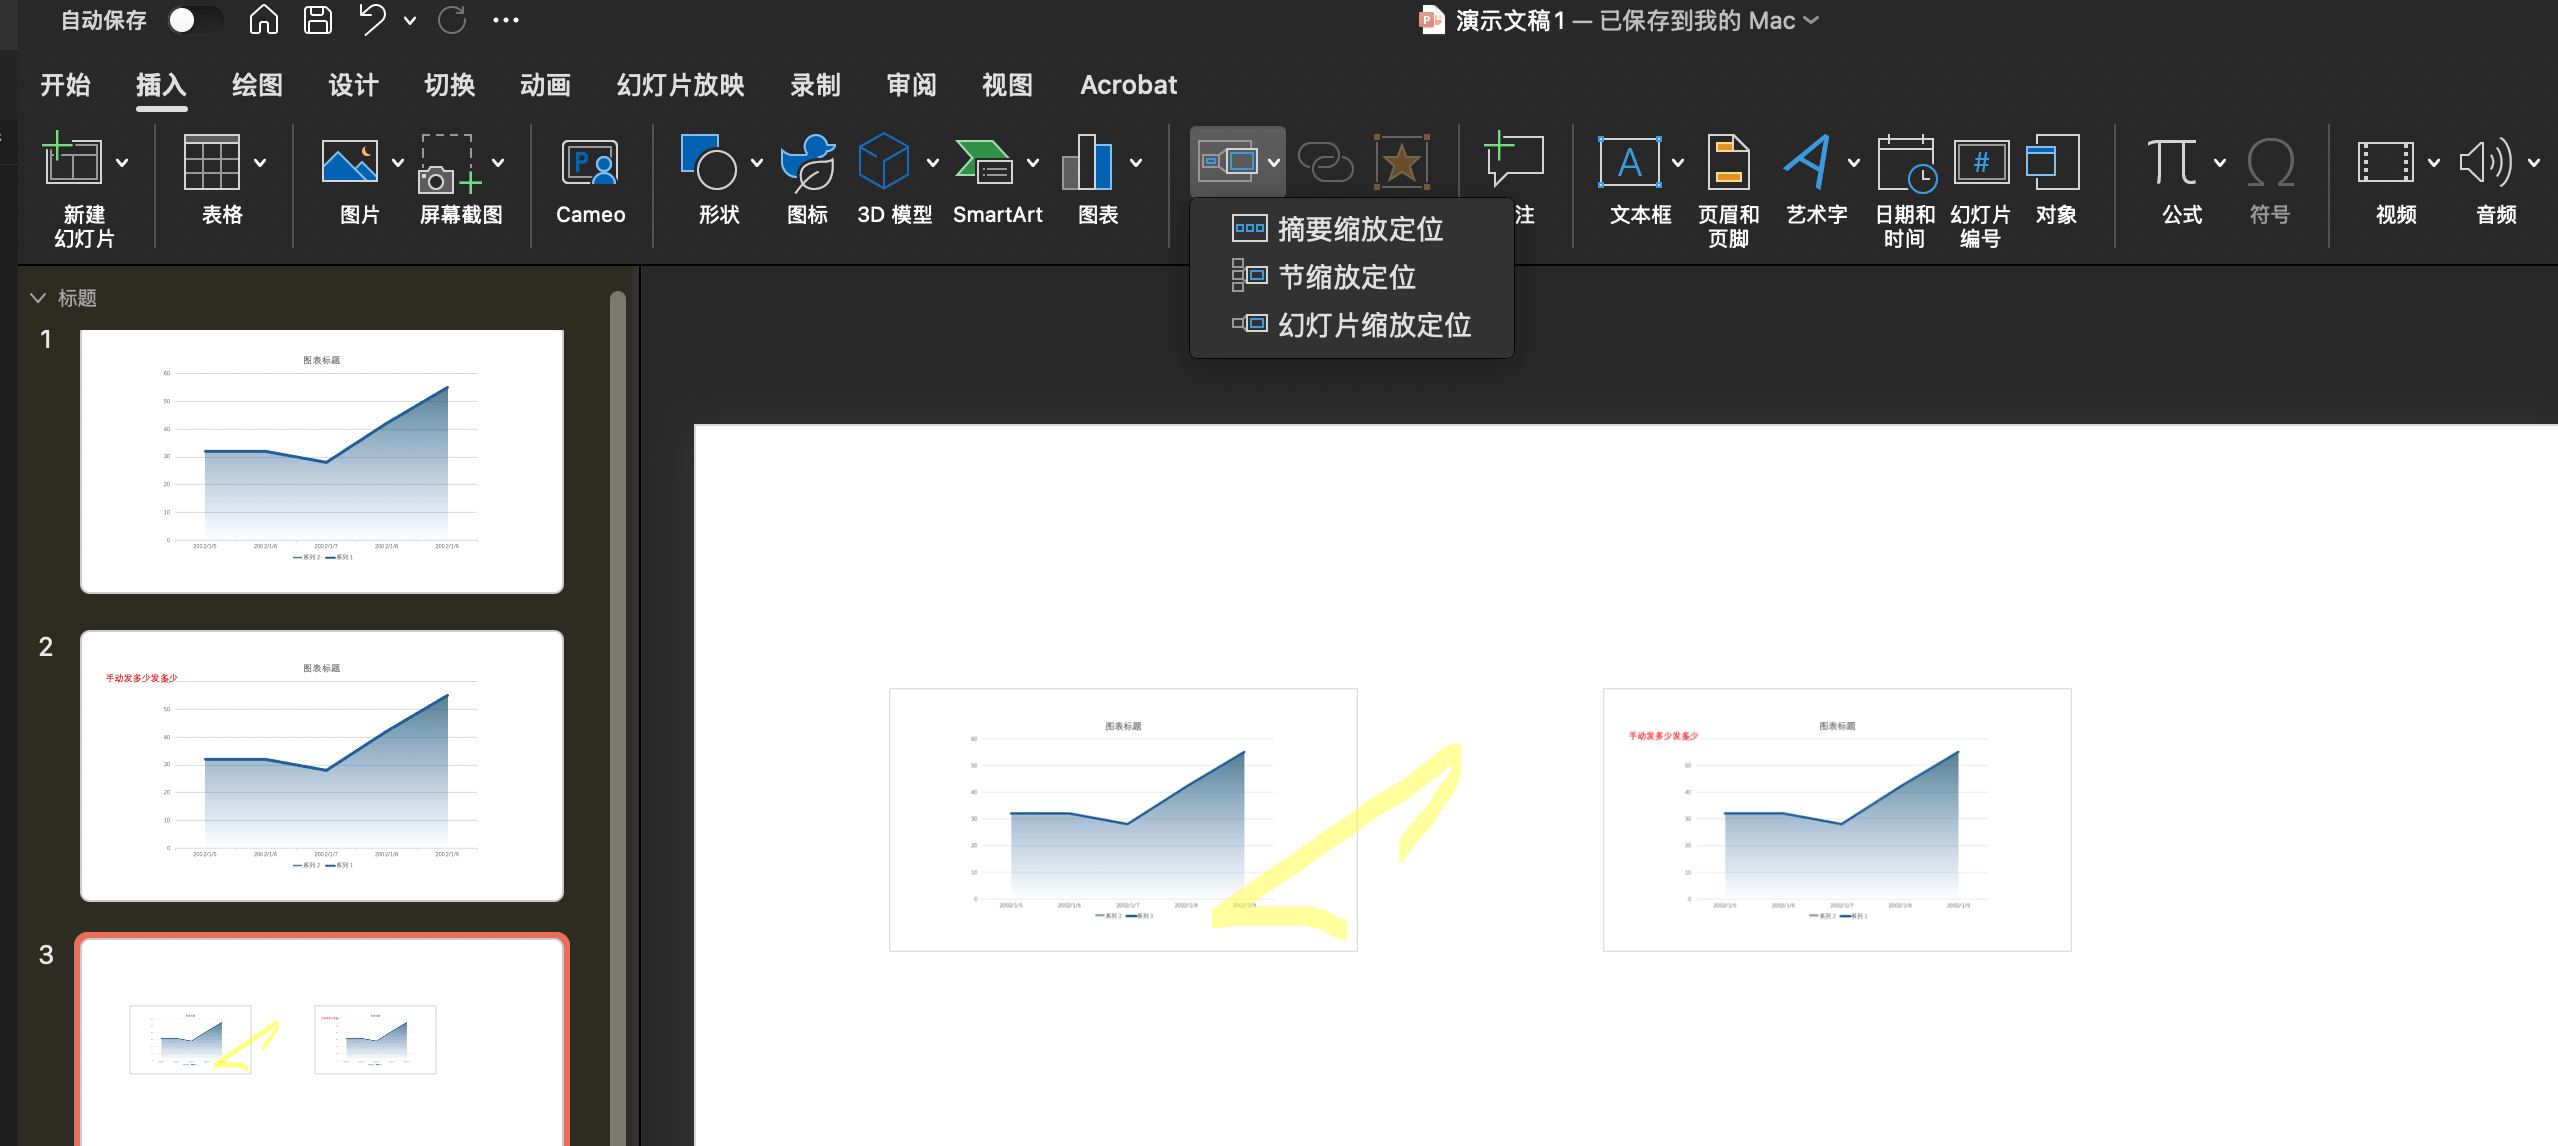 自动保存
演示文稿1 — 已保存到我的 Mac
开始 插入 绘图 设计 切换 动画 幻灯片放映 录制 审阅 视图 Acrobat
新建
幻灯片
表格
图片
屏幕截图
Cameo
形状
图标
3D 模型
SmartArt
图表
注
文本框
页眉和
页脚
艺术字
日期和
时间
幻灯片
编号
对象
公式
符号
视频
音频
摘要缩放定位
节缩放定位
幻灯片缩放定位
标题
1
图表标题
60
50
40
30
20
10
0
2002/1/5 2002/1/6 2002/1/7 2002/1/8 2002/1/9
系列 2 系列 1
2
图表标题
手动发多少发多少
50
40
30
20
10
0
2002/1/5 2002/1/6 2002/1/7 2002/1/8 2002/1/9
系列 2 系列 1
3
图表标题
60
50
40
30
20
10
0
2002/1/5 2002/1/6 2002/1/7 2002/1/8 2002/1/9
系列 2 系列 1
图表标题
手动发多少发多少
50
40
30
20
10
0
2002/1/5 2002/1/6 2002/1/7 2002/1/8 2002/1/9
系列 2 系列 1